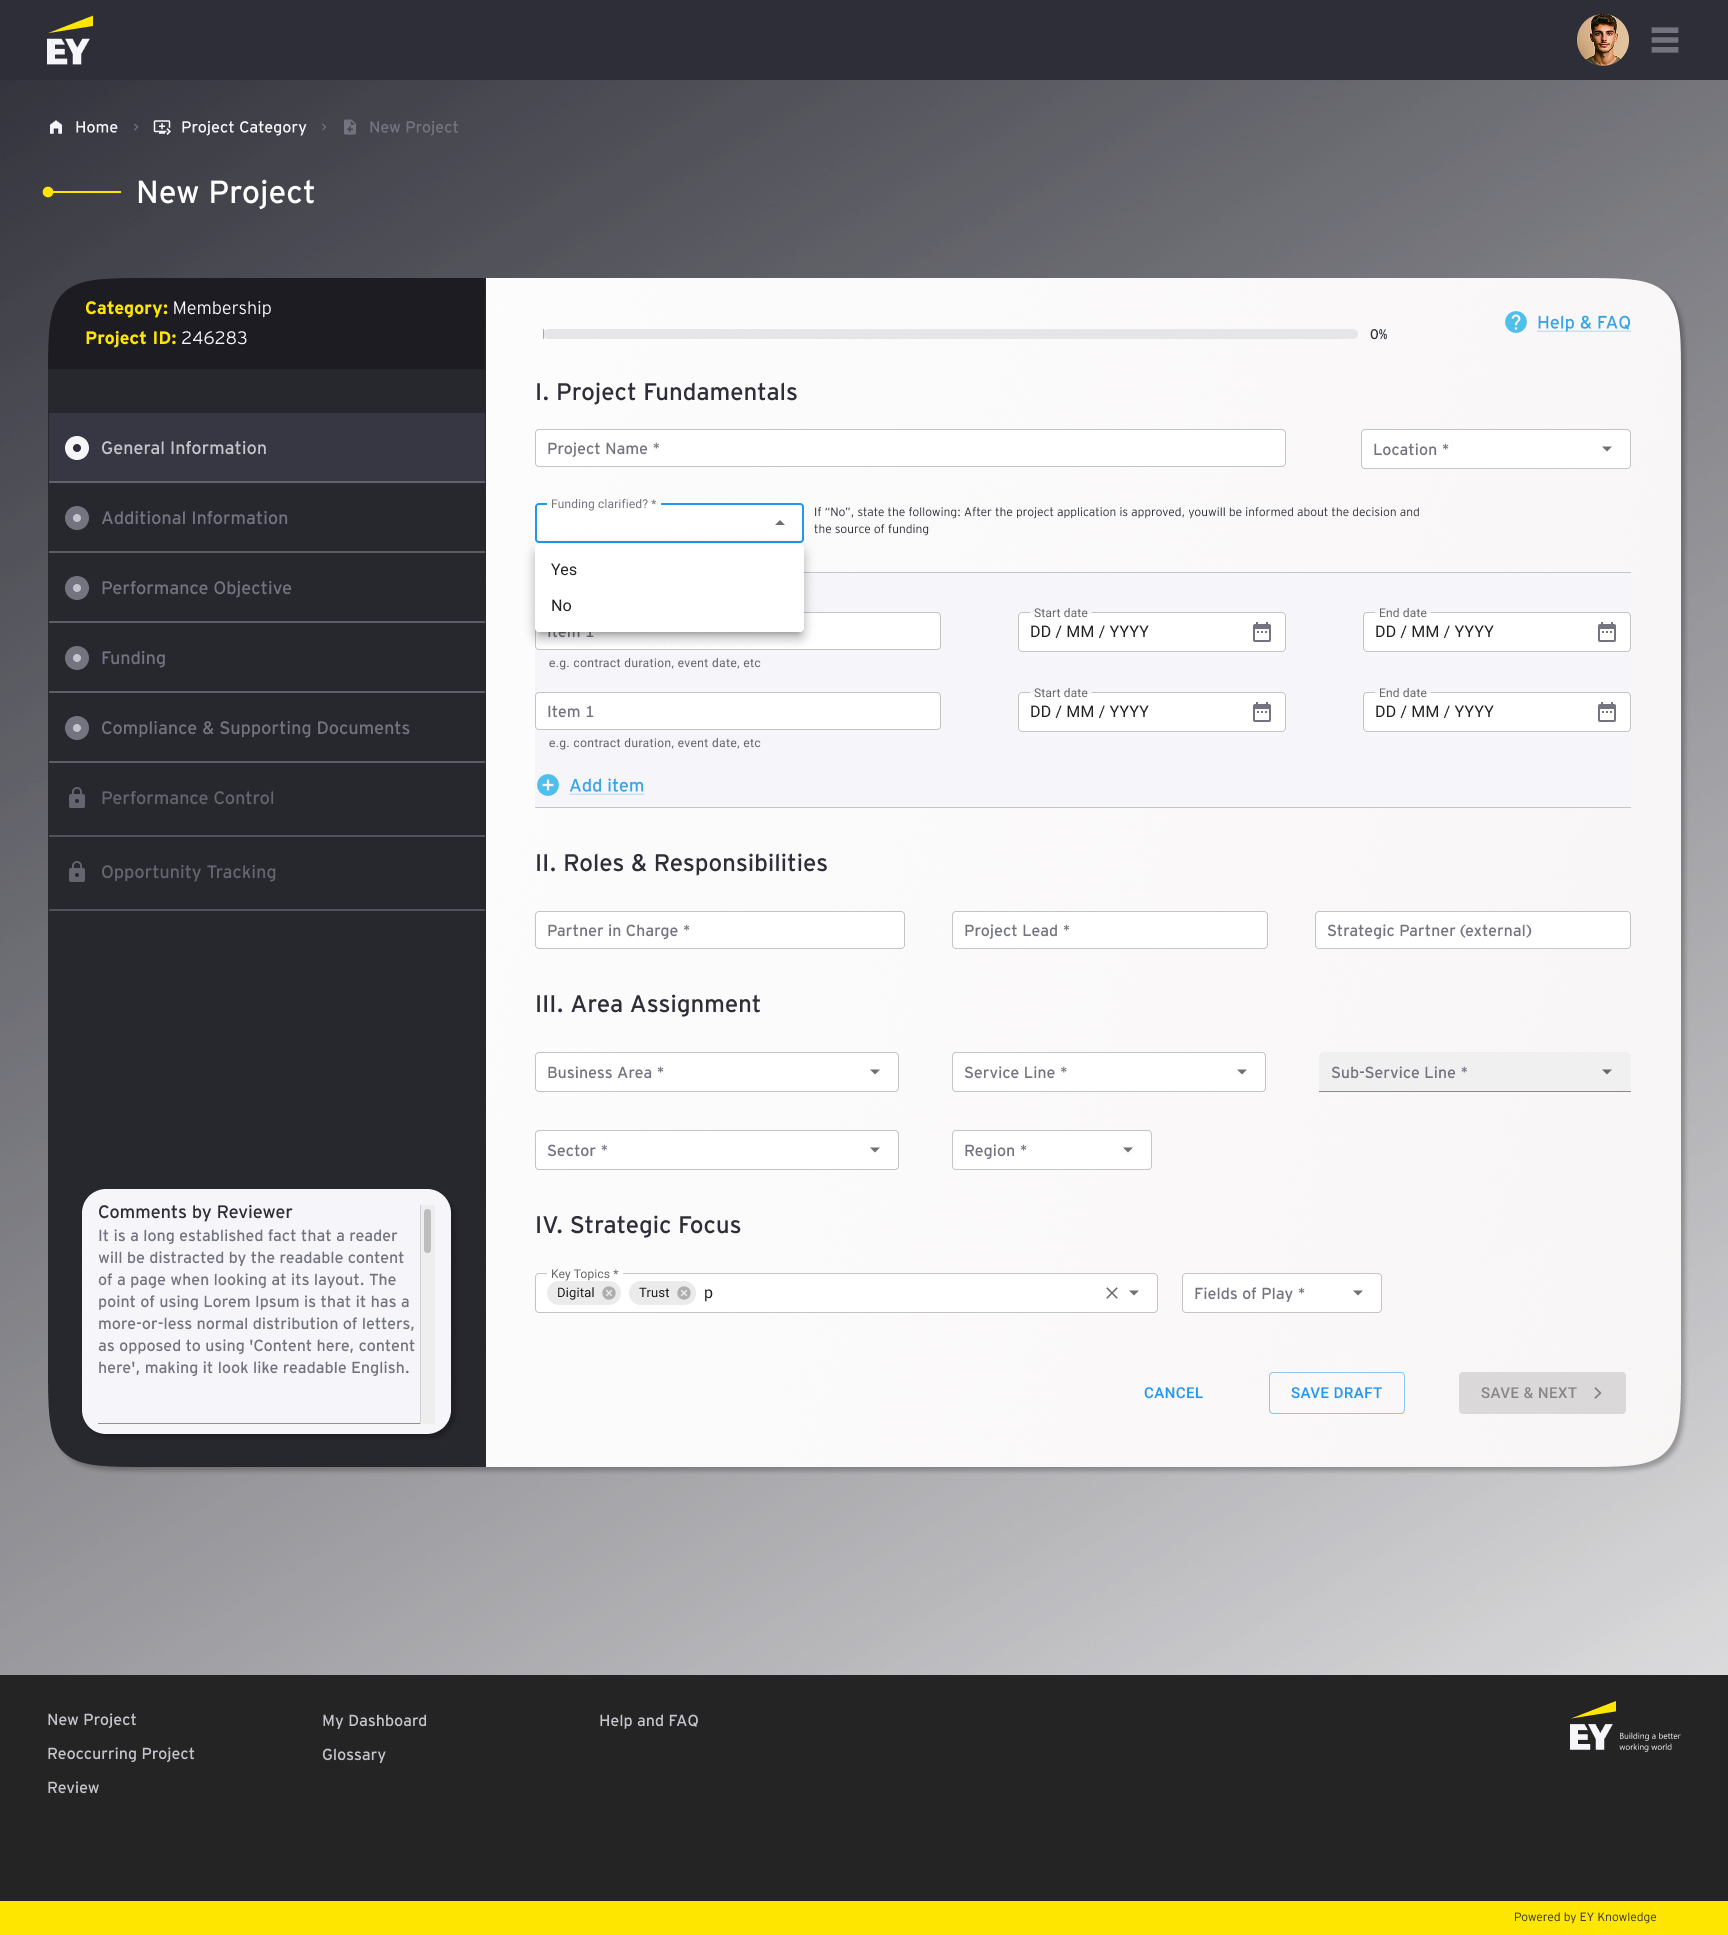 EY
Home
Project Category
New Project
New Project
Category: Membership
Project ID: 246283
General Information
Additional Information
Performance Objective
Funding
Compliance & Supporting Documents
Performance Control
Opportunity Tracking
Comments by Reviewer
It is a long established fact that a reader
will be distracted by the readable content
of a page when looking at its layout. The
point of using Lorem Ipsum is that it has a
more-or-less normal distribution of letters,
as opposed to using 'Content here, content
here', making it look like readable English.
0%
Help & FAQ
I. Project Fundamentals
Project Name *
Location *
Funding clarified? *
If “No”, state the following: After the project application is approved, youwill be informed about the decision and
the source of funding
Yes
No
Item 1
Start date
DD / MM / YYYY
End date
DD / MM / YYYY
e.g. contract duration, event date, etc
Item 1
Start date
DD / MM / YYYY
End date
DD / MM / YYYY
e.g. contract duration, event date, etc
Add item
II. Roles & Responsibilities
Partner in Charge *
Project Lead *
Strategic Partner (external)
III. Area Assignment
Business Area *
Service Line *
Sub-Service Line *
Sector *
Region *
IV. Strategic Focus
Key Topics *
Digital
Trust
p
Fields of Play *
CANCEL
SAVE DRAFT
SAVE & NEXT
New Project
Reoccurring Project
Review
My Dashboard
Glossary
Help and FAQ
EY
Building a better
working world
Powered by EY Knowledge